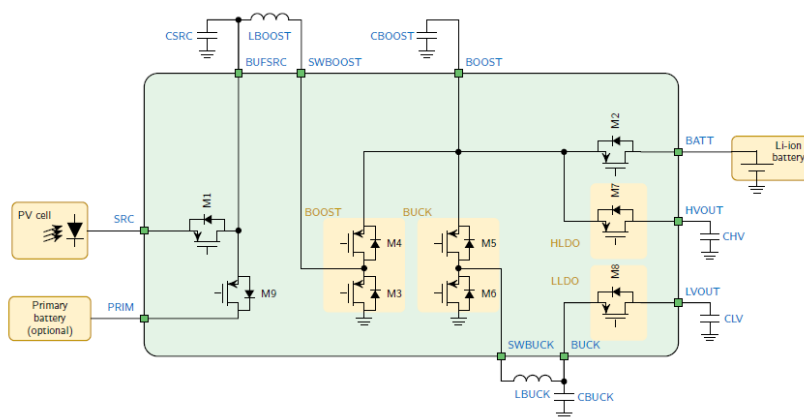 CSRC
LBOOST
CBOOST
BUFSRC
SWBOOST
BOOST
M2
BATT
Li-ion
battery
M1
M7
PV cell
SRC
BOOST
BUCK
HVOUT
M4
M5
CHV
HLDO
LLDO
M8
M9
M3
M6
LVOUT
Primary
battery
(optional)
PRIM
CLV
SWBUCK
BUCK
LBUCK
CBUCK